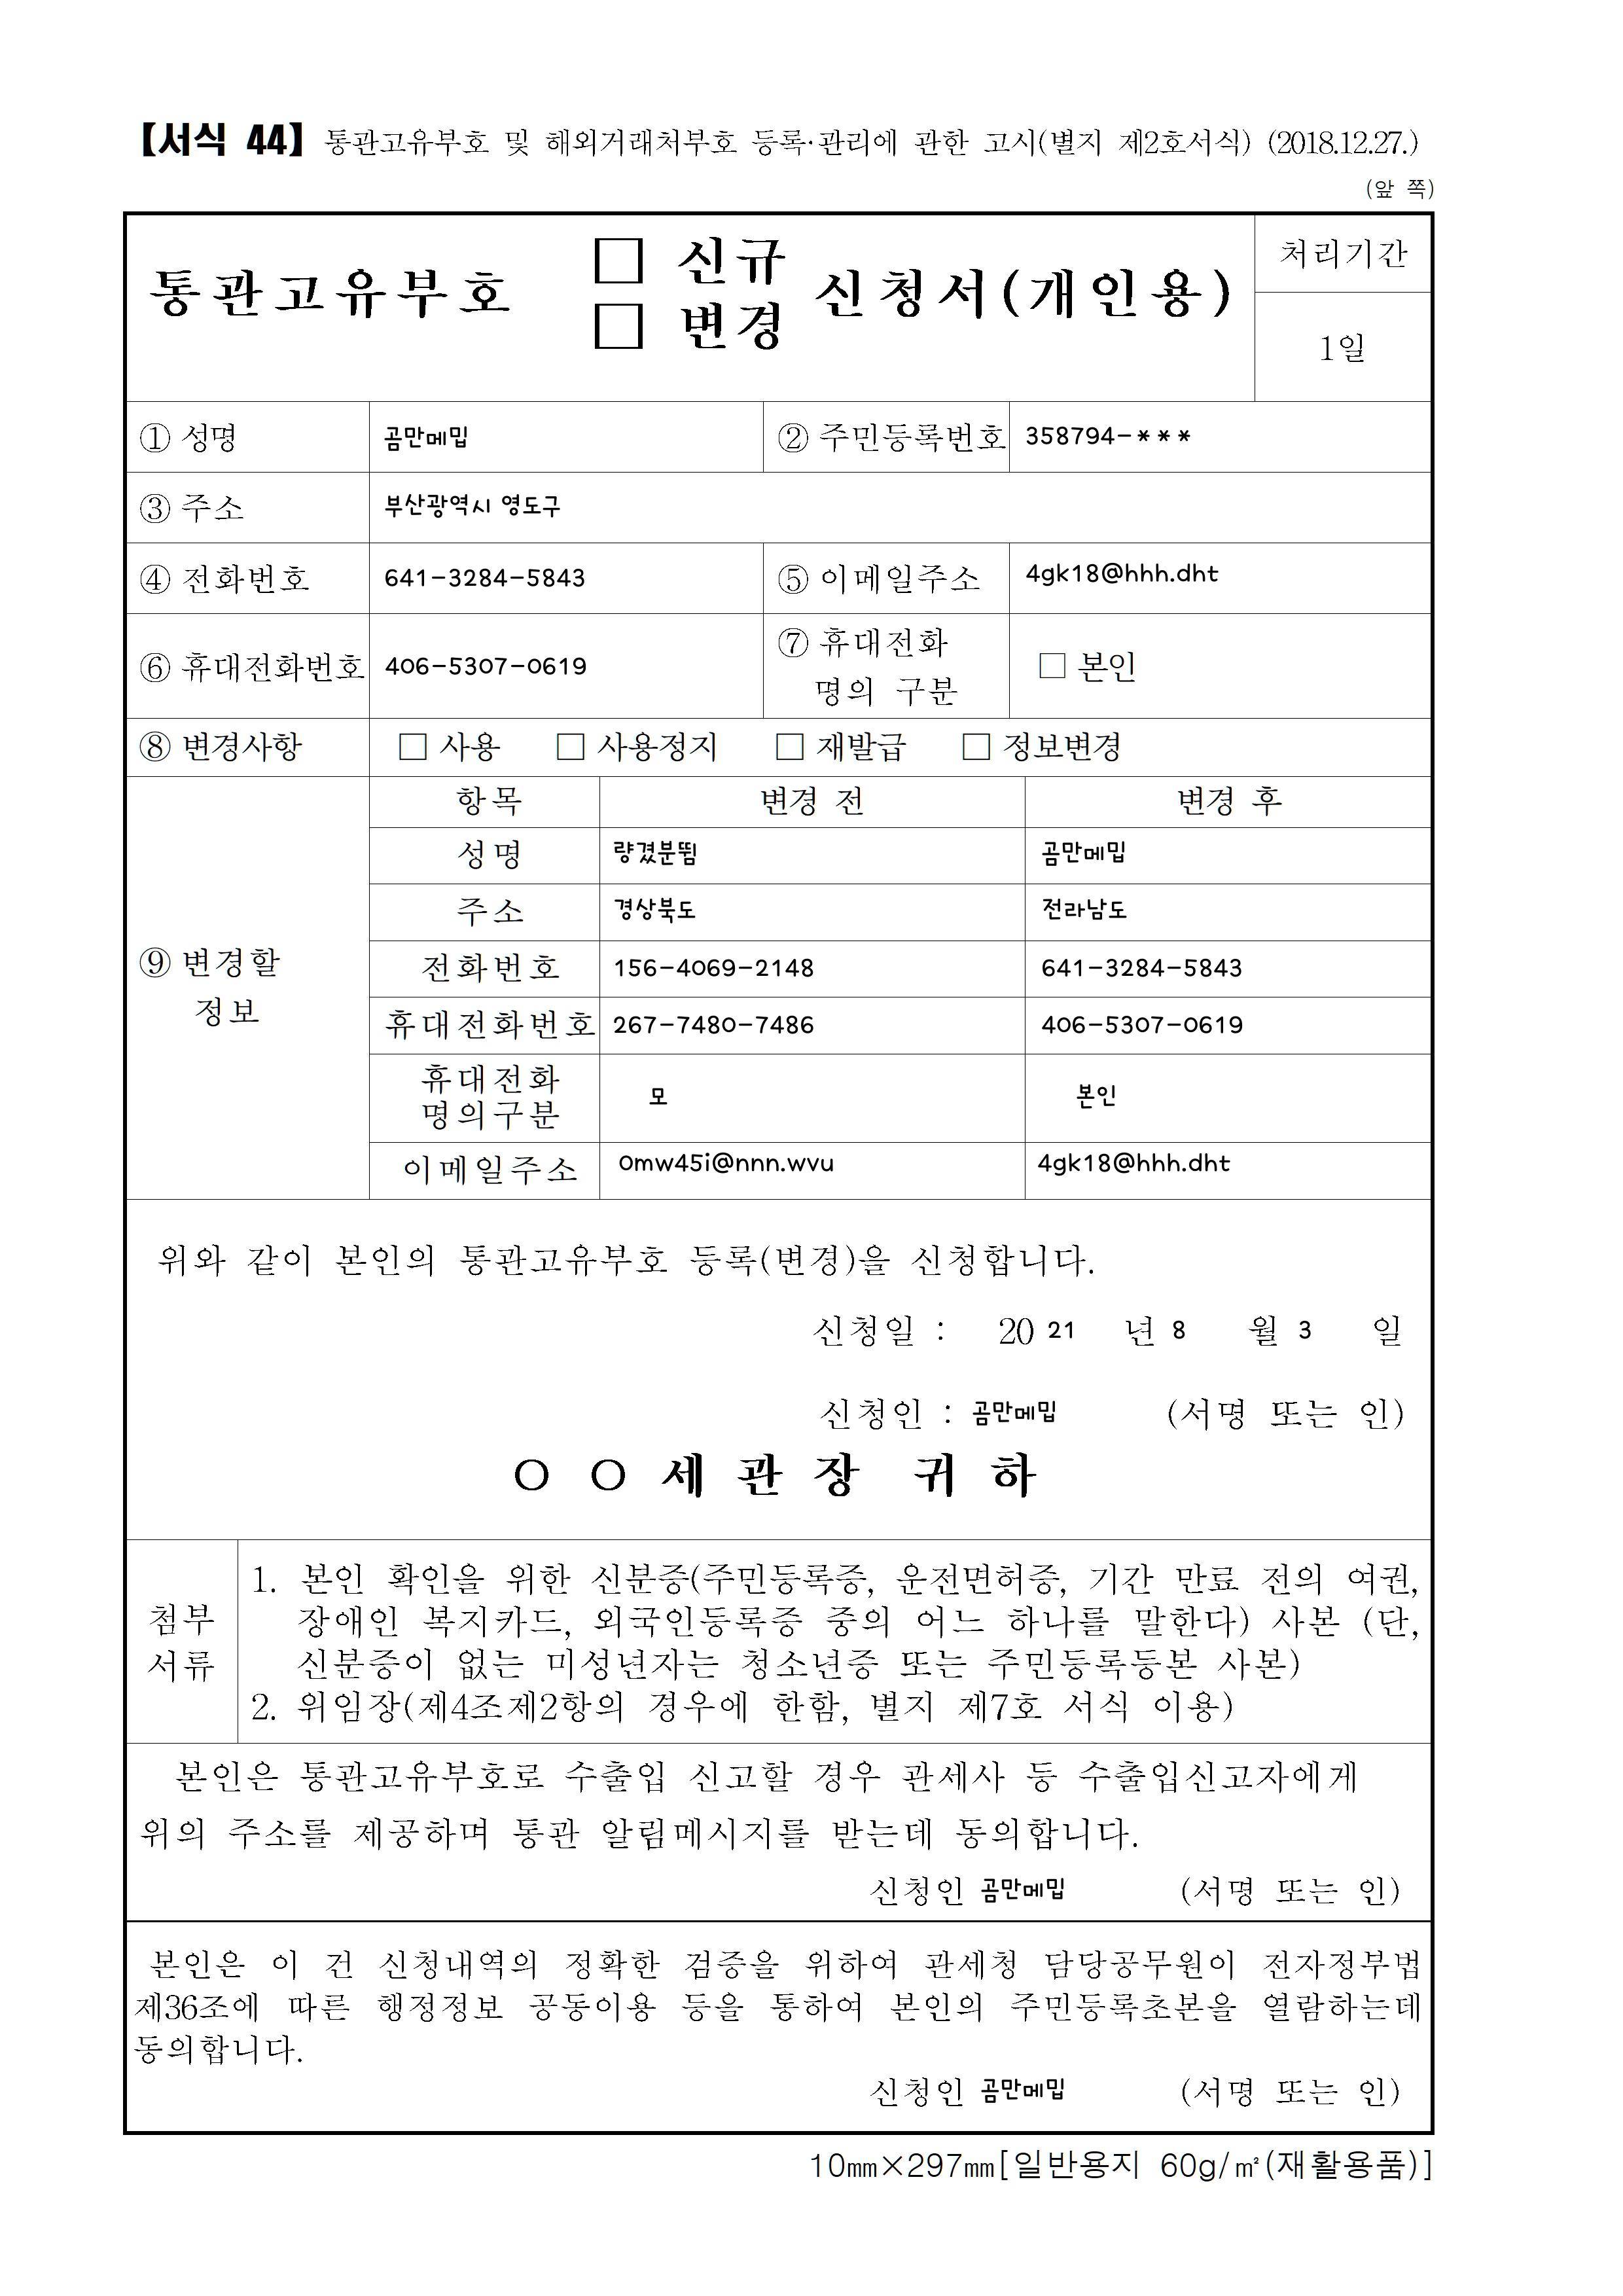 【서식 44】 통관고유부호 및 해외거래처부호 등록·관리에 관한 고시(별지 제2호서식) (2018.12.27.)
(앞 쪽)
통관고유부호 □ 신규 □ 변경 신청서(개인용)
처리기간
1일
① 성명 곰만메밉 ② 주민등록번호 358794-***
③ 주소 부산광역시 영도구
④ 전화번호 641-3284-5843 ⑤ 이메일주소 4gk18@hhh.dht
⑥ 휴대전화번호 406-5307-0619 ⑦ 휴대전화 명의 구분 □ 본인
⑧ 변경사항 □ 사용 □ 사용정지 □ 재발급 □ 정보변경
⑨ 변경할 정보
항목 변경 전 변경 후
성명 량겼분뜀 곰만메밉
주소 경상북도 전라남도
전화번호 156-4069-2148 641-3284-5843
휴대전화번호 267-7480-7486 406-5307-0619
휴대전화 명의구분 모 본인
이메일주소 0mw45i@nnn.wvu 4gk18@hhh.dht
위와 같이 본인의 통관고유부호 등록(변경)을 신청합니다.
신청일 : 20 21 년 8 월 3 일
신청인 : 곰만메밉 (서명 또는 인)
○ ○ 세 관 장 귀 하
첨부
서류
1. 본인 확인을 위한 신분증(주민등록증, 운전면허증, 기간 만료 전의 여권,
장애인 복지카드, 외국인등록증 중의 어느 하나를 말한다) 사본 (단,
신분증이 없는 미성년자는 청소년증 또는 주민등록등본 사본)
2. 위임장(제4조제2항의 경우에 한함, 별지 제7호 서식 이용)
본인은 통관고유부호로 수출입 신고할 경우 관세사 등 수출입신고자에게
위의 주소를 제공하며 통관 알림메시지를 받는데 동의합니다.
신청인 곰만메밉 (서명 또는 인)
본인은 이 건 신청내역의 정확한 검증을 위하여 관세청 담당공무원이 전자정부법
제36조에 따른 행정정보 공동이용 등을 통하여 본인의 주민등록초본을 열람하는데
동의합니다.
신청인 곰만메밉 (서명 또는 인)
10㎜×297㎜[일반용지 60g/㎡(재활용품)]